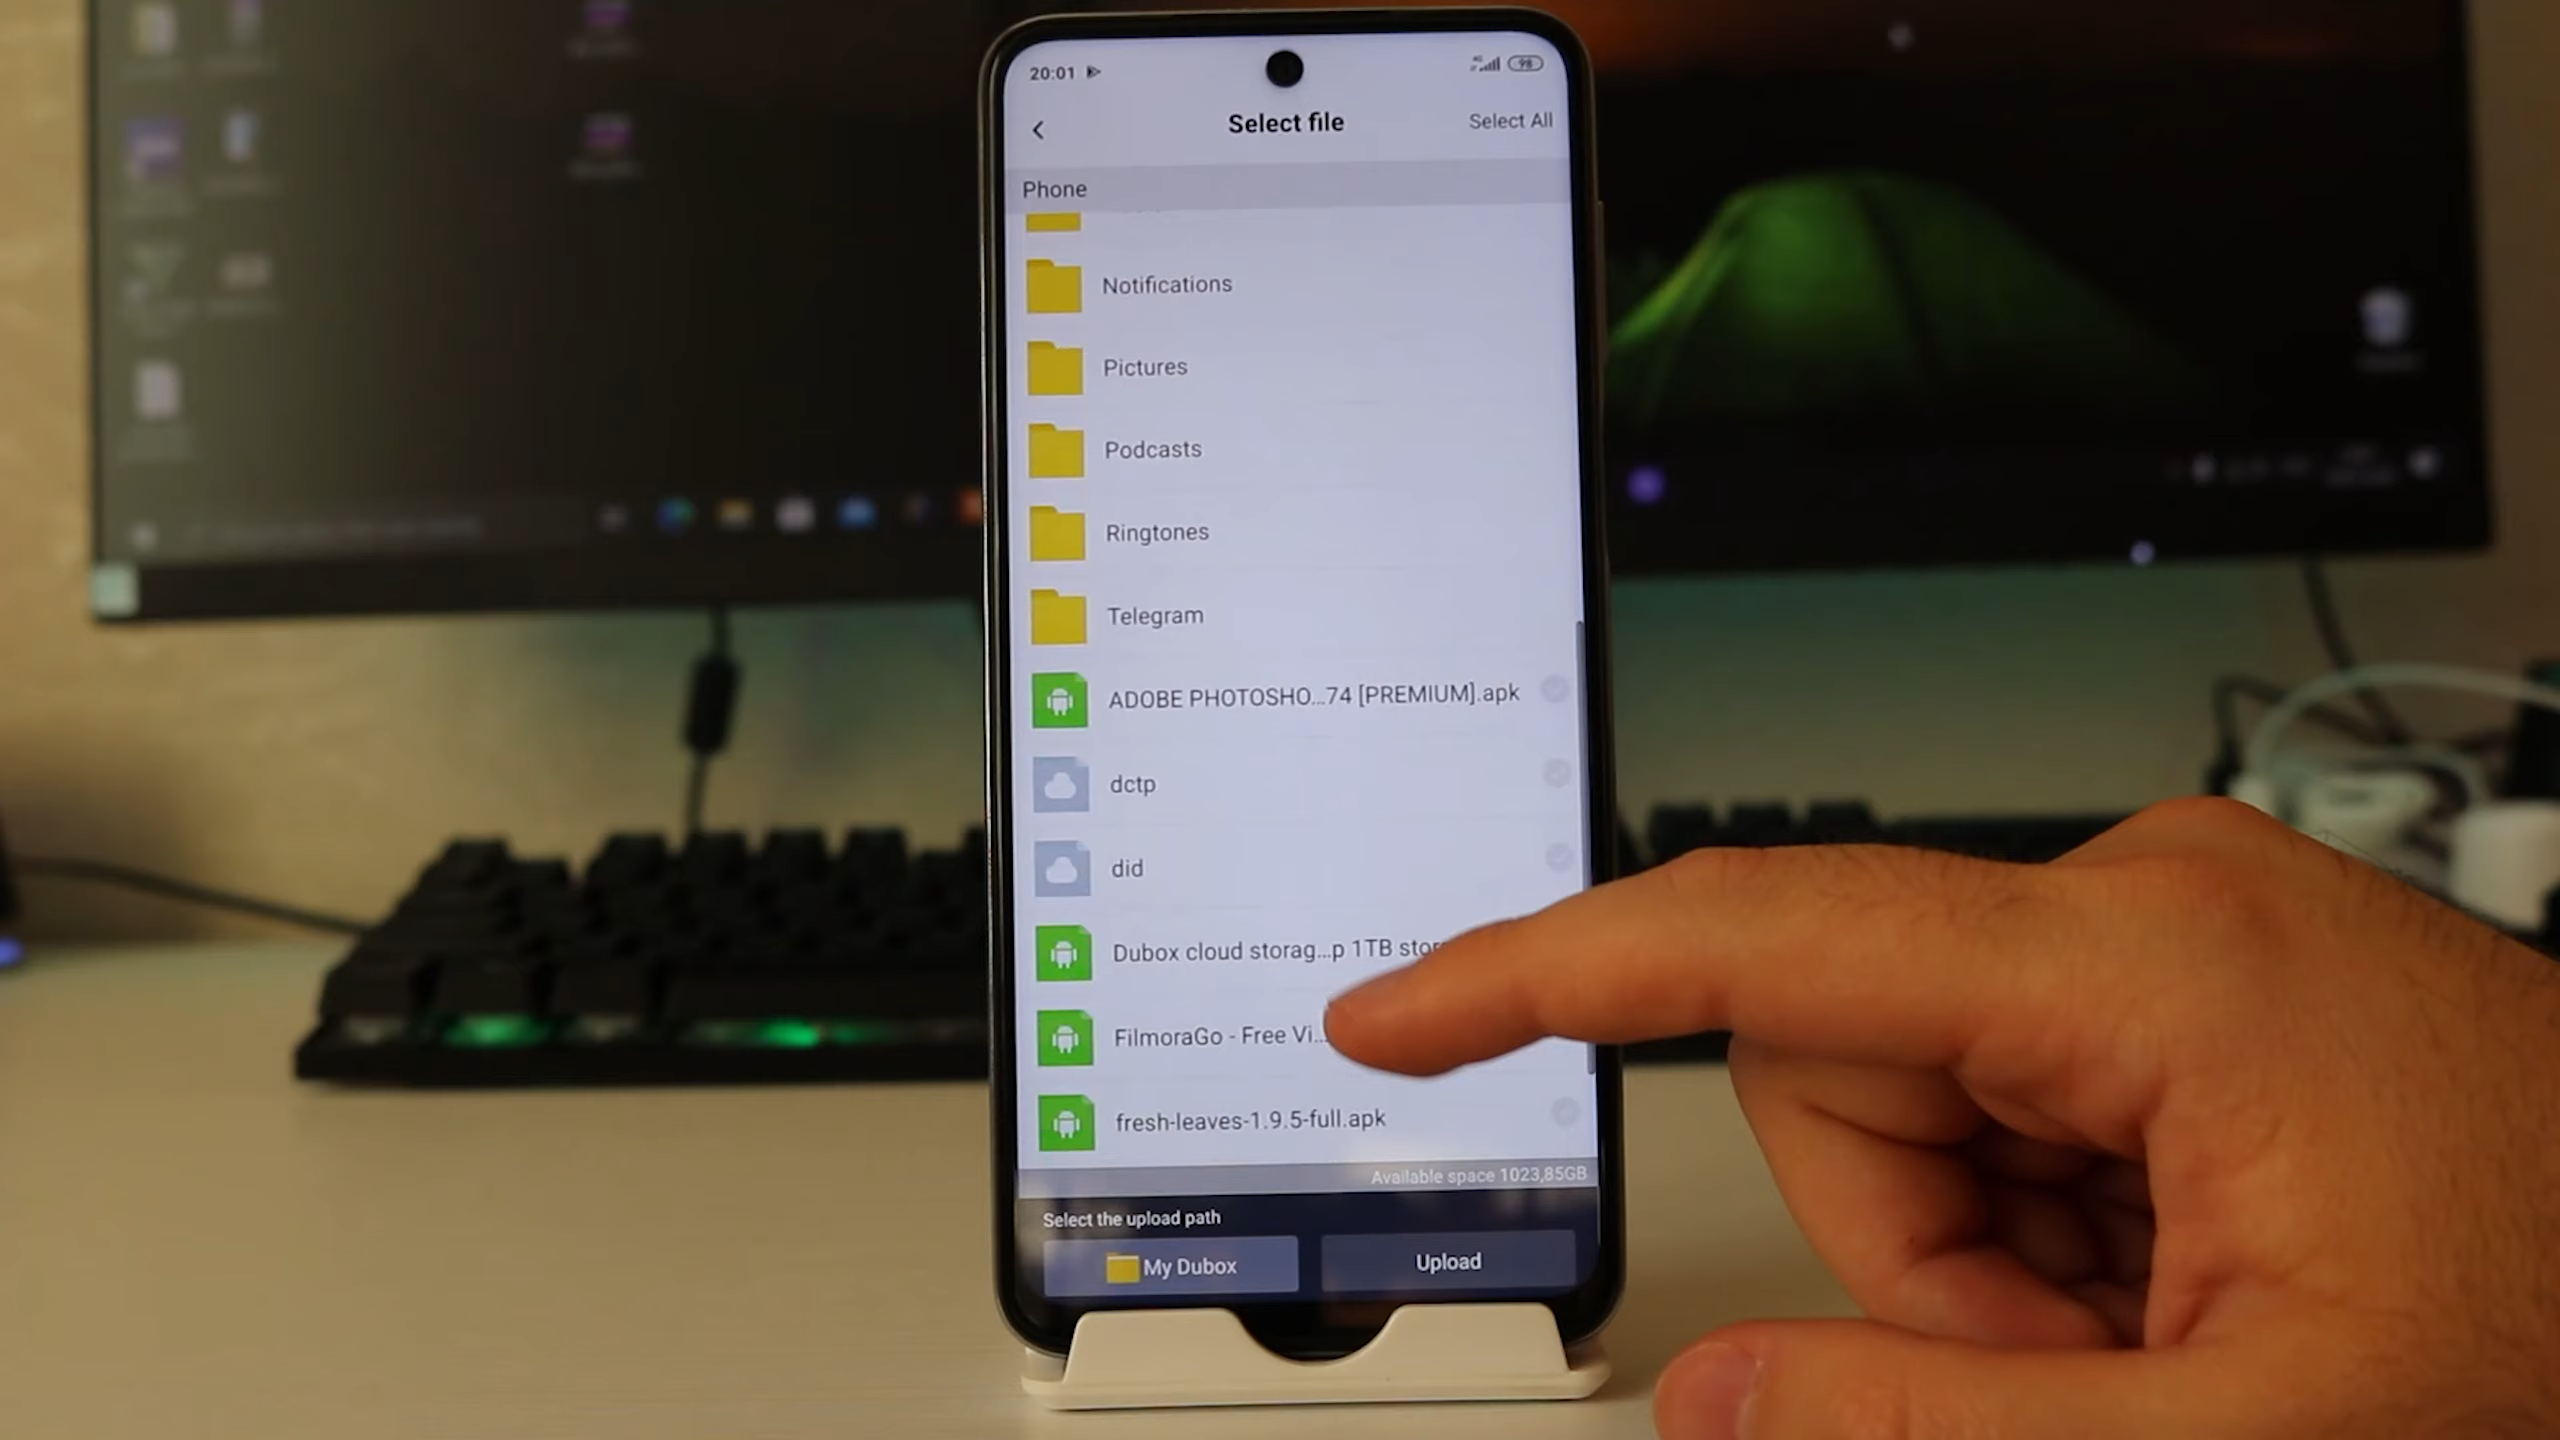 20:01
98
Select file
Select All
Phone
Notifications
Pictures
Podcasts
Ringtones
Telegram
ADOBE PHOTOSHO...74 [PREMIUM].apk
dctp
did
Dubox cloud storag...p 1TB stor
FilmoraGo - Free Vi...
fresh-leaves-1.9.5-full.apk
Available space 1023,85GB
Select the upload path
My Dubox
Upload